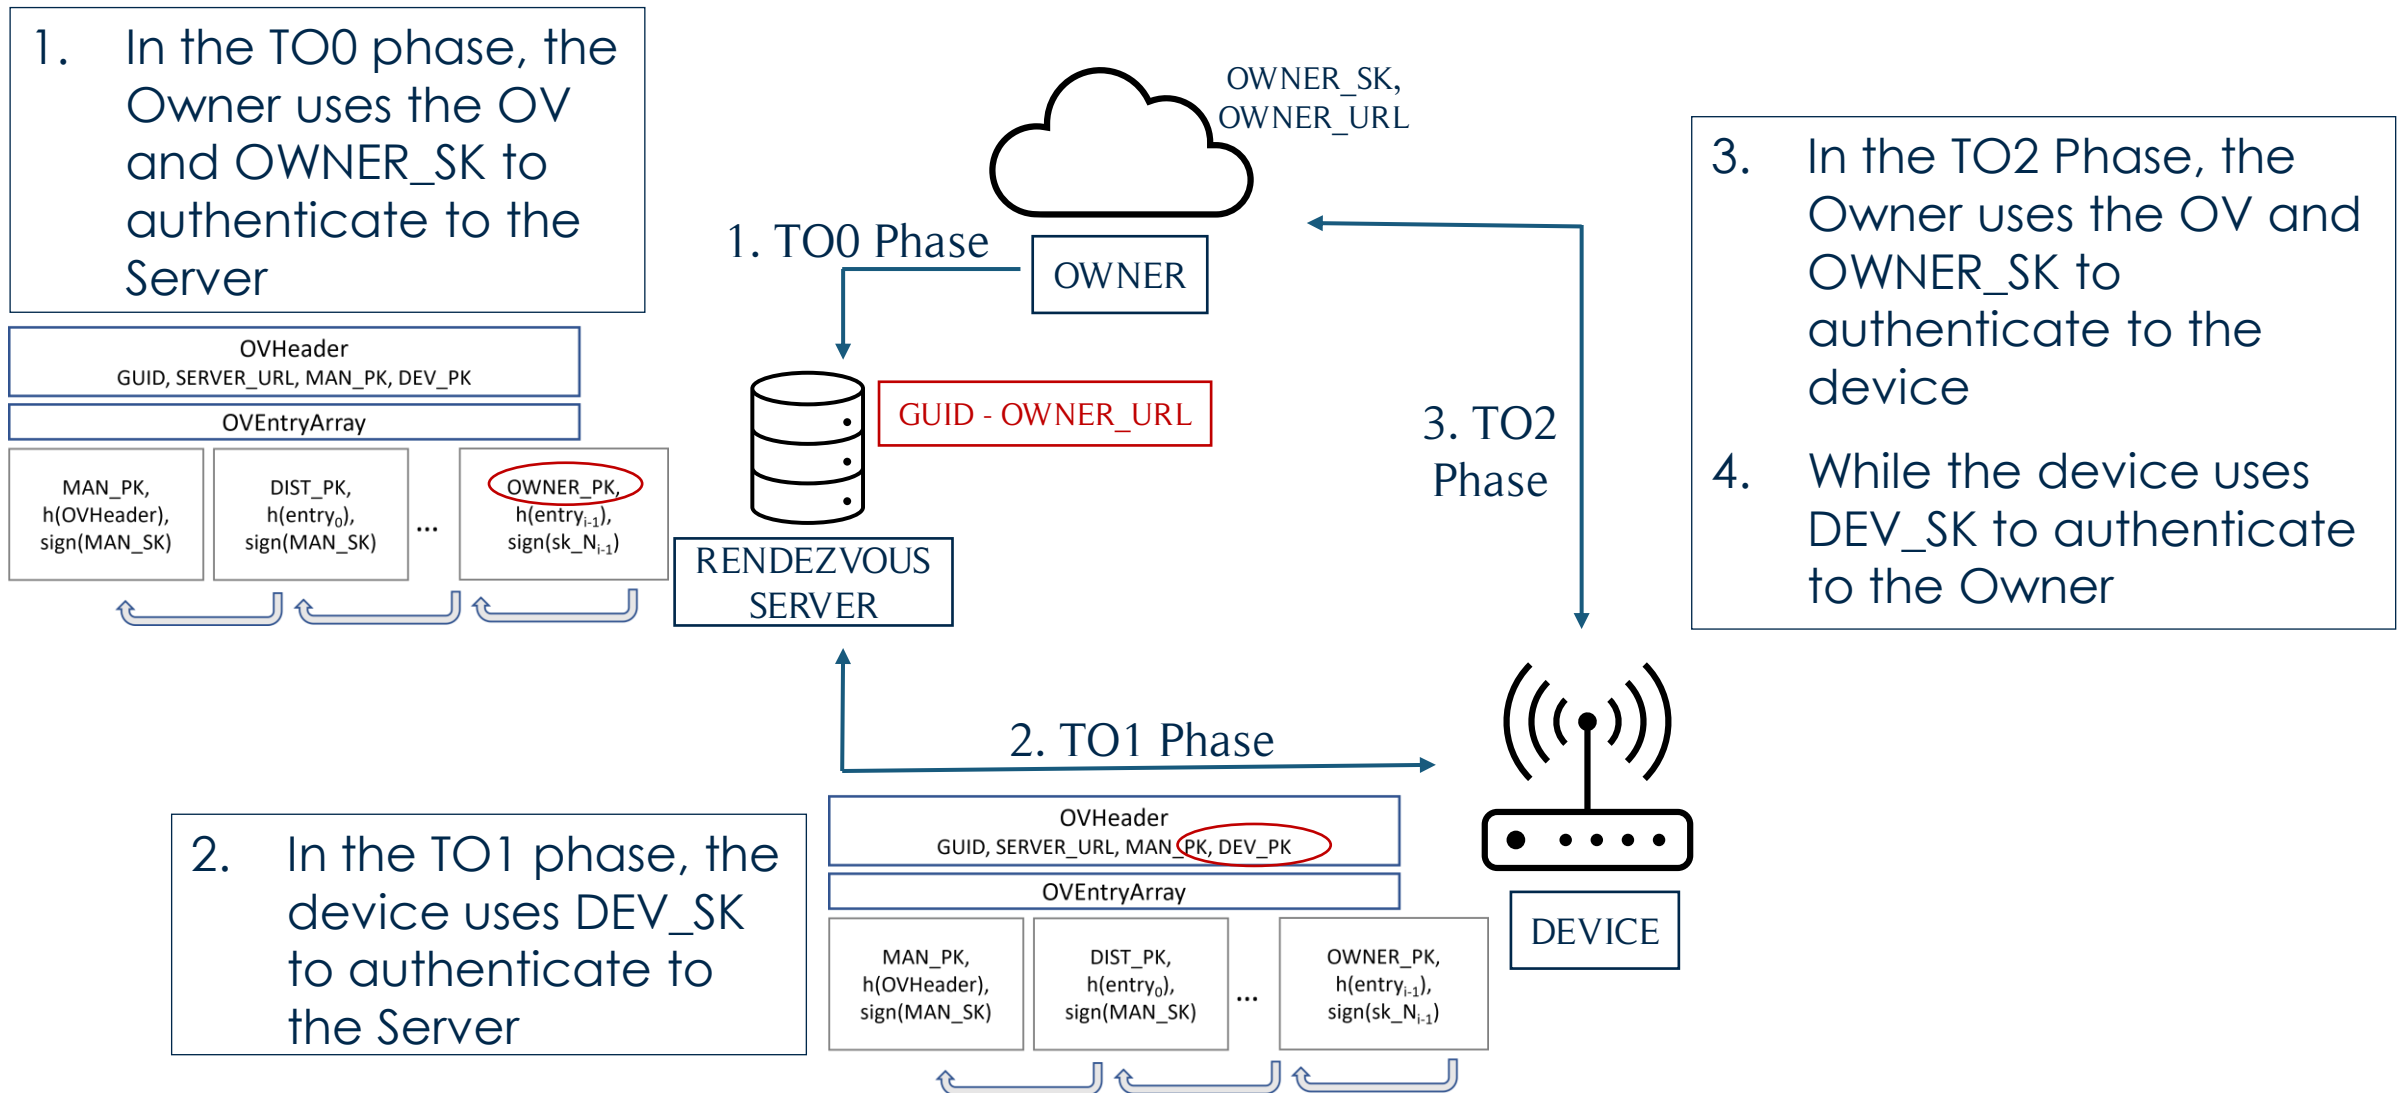 1. In the TO0 phase, the
Owner uses the OV
and OWNER_SK to
authenticate to the
Server
OVHeader
GUID, SERVER_URL, MAN_PK, DEV_PK
OVEntryArray
MAN_PK,
h(OVHeader),
sign(MAN_SK)
DIST_PK,
h(entry₀),
sign(MAN_SK)
...
OWNER_PK,
h(entryᵢ₋₁),
sign(sk_Nᵢ₋₁)
OWNER_SK,
OWNER_URL
1. TO0 Phase
OWNER
GUID - OWNER_URL
RENDEZVOUS
SERVER
3. TO2
Phase
3. In the TO2 Phase, the
Owner uses the OV and
OWNER_SK to
authenticate to the
device
4. While the device uses
DEV_SK to authenticate
to the Owner
2. TO1 Phase
2. In the TO1 phase, the
device uses DEV_SK
to authenticate to
the Server
OVHeader
GUID, SERVER_URL, MAN_PK, DEV_PK
OVEntryArray
MAN_PK,
h(OVHeader),
sign(MAN_SK)
DIST_PK,
h(entry₀),
sign(MAN_SK)
...
OWNER_PK,
h(entryᵢ₋₁),
sign(sk_Nᵢ₋₁)
DEVICE